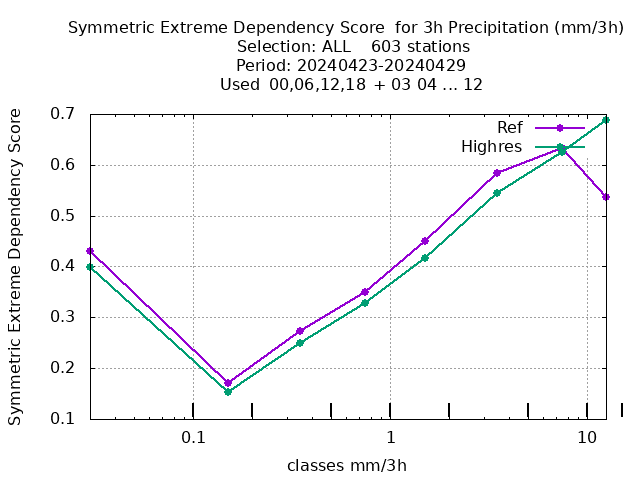 Symmetric Extreme Dependency Score  for 3h Precipitation (mm/3h)
Selection: ALL    603 stations
Period: 20240423-20240429
Used  00,06,12,18  + 03 04 ... 12
Symmetric Extreme Dependency Score
0.7
0.6
0.5
0.4
0.3
0.2
0.1
Ref
Highres
0.1 1 10
classes mm/3h